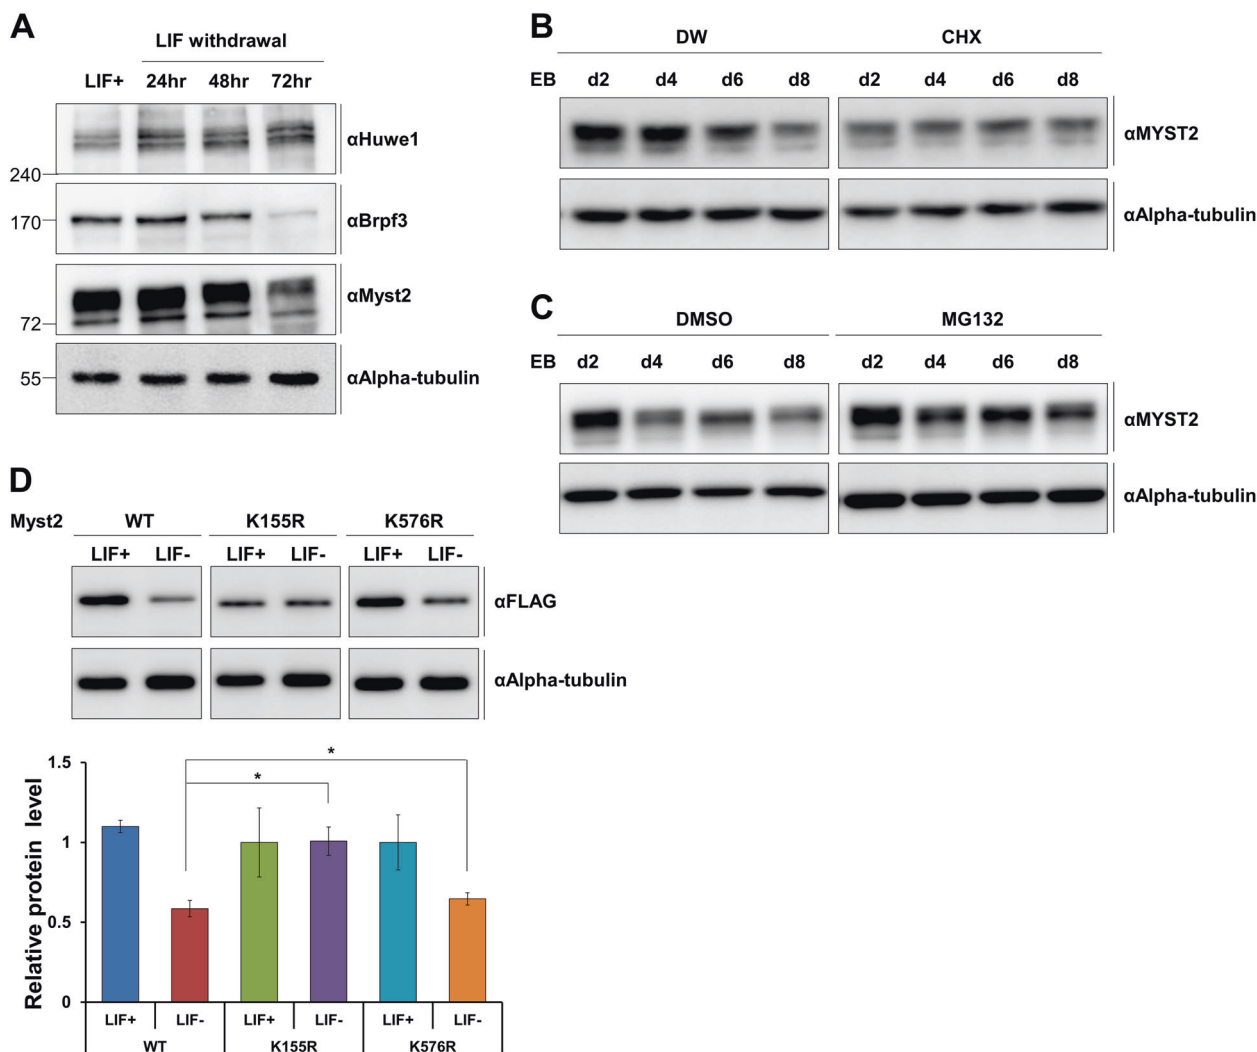 A
LIF withdrawal
LIF+ 24hr 48hr 72hr
αHuwe1
240
170
αBrpf3
αMyst2
72
55
αAlpha-tubulin
B
DW CHX
EB d2 d4 d6 d8 d2 d4 d6 d8
αMYST2
αAlpha-tubulin
C
DMSO MG132
EB d2 d4 d6 d8 d2 d4 d6 d8
αMYST2
αAlpha-tubulin
D
Myst2 WT K155R K576R
LIF+ LIF- LIF+ LIF- LIF+ LIF-
αFLAG
αAlpha-tubulin
Relative protein level
1.5
1
0.5
0
*
*
LIF+ LIF- LIF+ LIF- LIF+ LIF-
WT K155R K576R